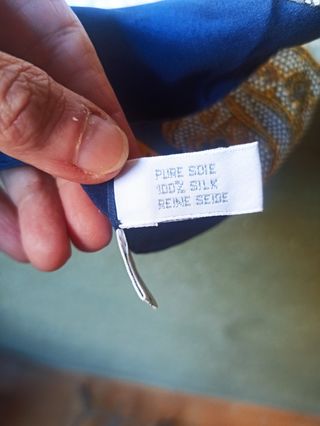 PURE SOIE
100% SILK
REINE SEIDE